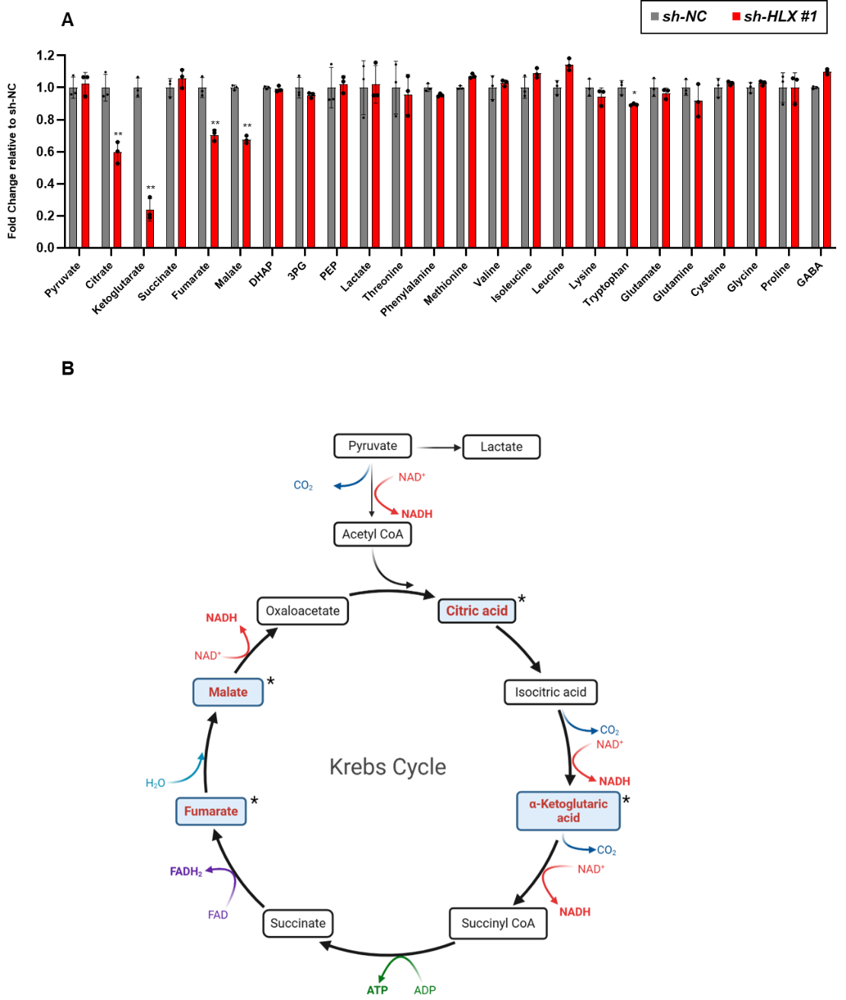 A
sh-NC sh-HLX #1
Fold Change relative to sh-NC
1.2
1.0
0.8
0.6
0.4
0.2
0.0
** ** ** ** *
Pyruvate Citrate Ketoglutarate Succinate Fumarate Malate DHAP 3PG PEP Lactate Threonine Phenylalanine Methionine Valine Isoleucine Leucine Lysine Tryptophan Glutamate Glutamine Cysteine Glycine Proline GABA
B
Pyruvate Lactate
CO₂ NAD⁺
NADH
Acetyl CoA
Oxaloacetate Citric acid *
NADH
NAD⁺
Malate * Isocitric acid
CO₂
NAD⁺
Krebs Cycle
H₂O NADH
Fumarate * α-Ketoglutaric *
acid
CO₂
FADH₂ NAD⁺
FAD NADH
Succinate Succinyl CoA
ATP ADP